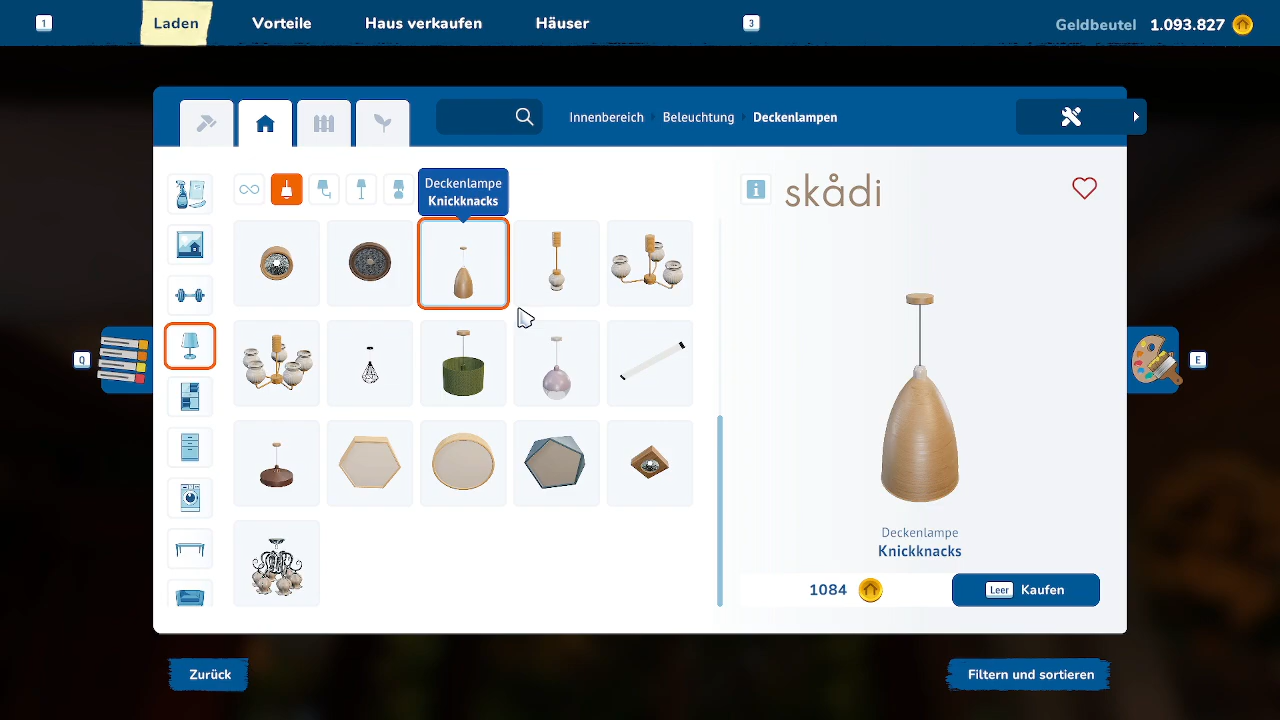 1
Laden
Vorteile
Haus verkaufen
Häuser
3
Geldbeutel
1.093.827
Innenbereich
Beleuchtung
Deckenlampen
Deckenlampe
Knickknacks
skådi
Q
E
Deckenlampe
Knickknacks
1084
Leer
Kaufen
Zurück
Filtern und sortieren